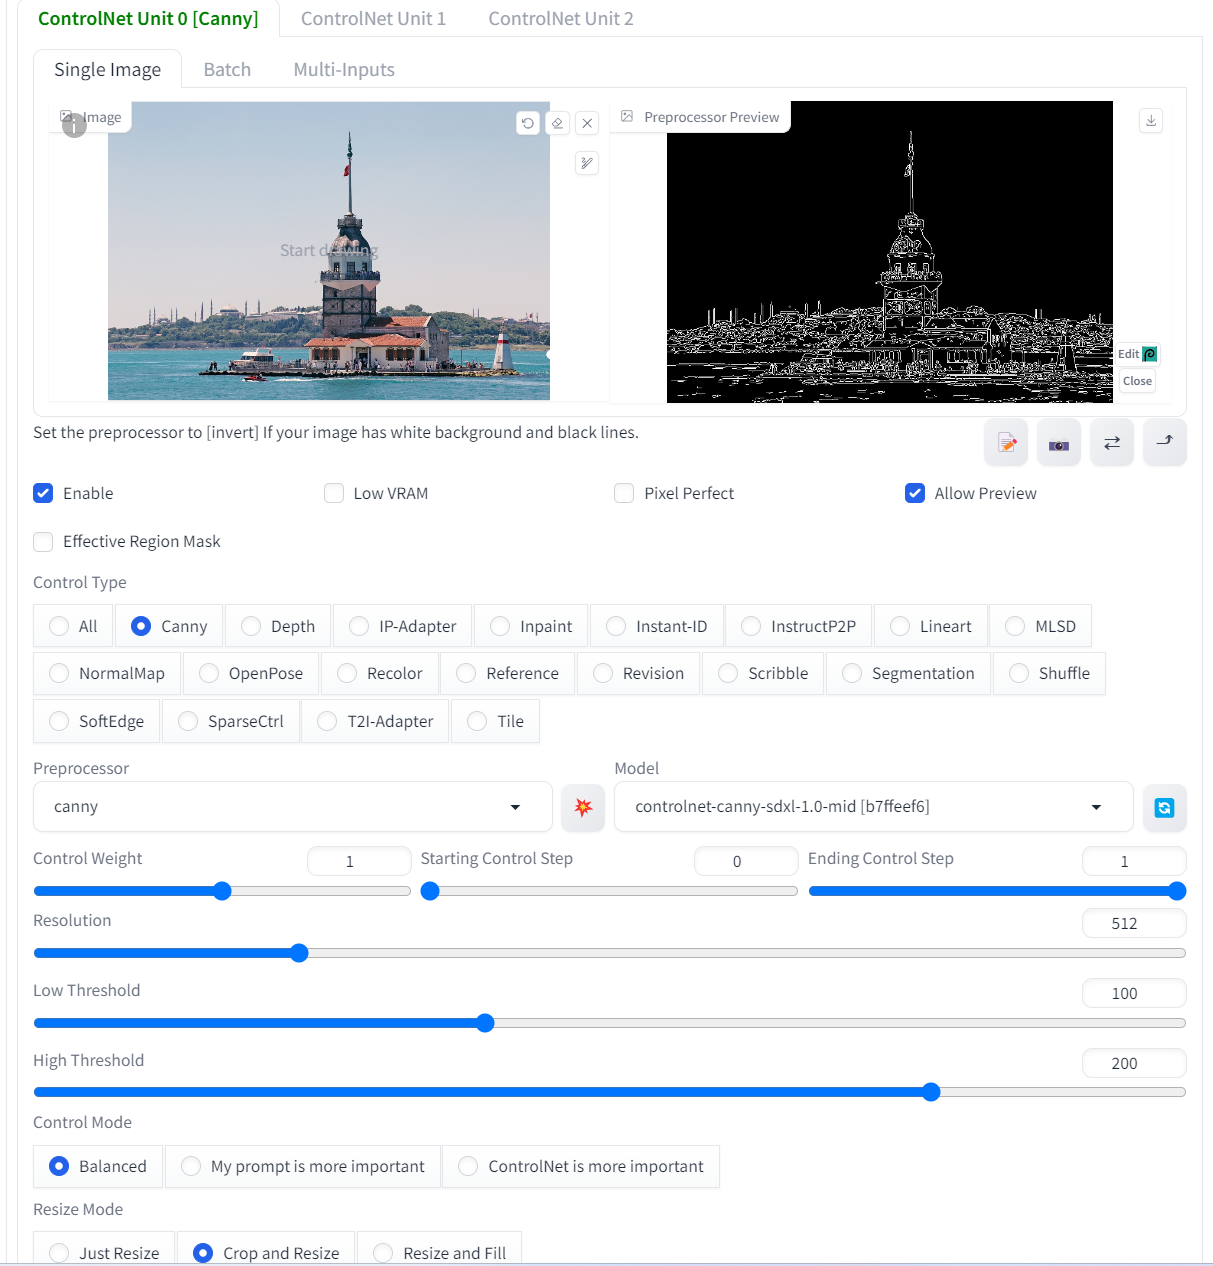 ControlNet Unit 0 [Canny] ControlNet Unit 1 ControlNet Unit 2
Single Image Batch Multi-Inputs
Image
Preprocessor Preview
Start drawing
Edit
Close
Set the preprocessor to [invert] If your image has white background and black lines.
Enable Low VRAM Pixel Perfect Allow Preview
Effective Region Mask
Control Type
All Canny Depth IP-Adapter Inpaint Instant-ID InstructP2P Lineart MLSD
NormalMap OpenPose Recolor Reference Revision Scribble Segmentation Shuffle
SoftEdge SparseCtrl T2I-Adapter Tile
Preprocessor Model
canny controlnet-canny-sdxl-1.0-mid [b7ffeef6]
Control Weight 1 Starting Control Step 0 Ending Control Step 1
Resolution 512
Low Threshold 100
High Threshold 200
Control Mode
Balanced My prompt is more important ControlNet is more important
Resize Mode
Just Resize Crop and Resize Resize and Fill